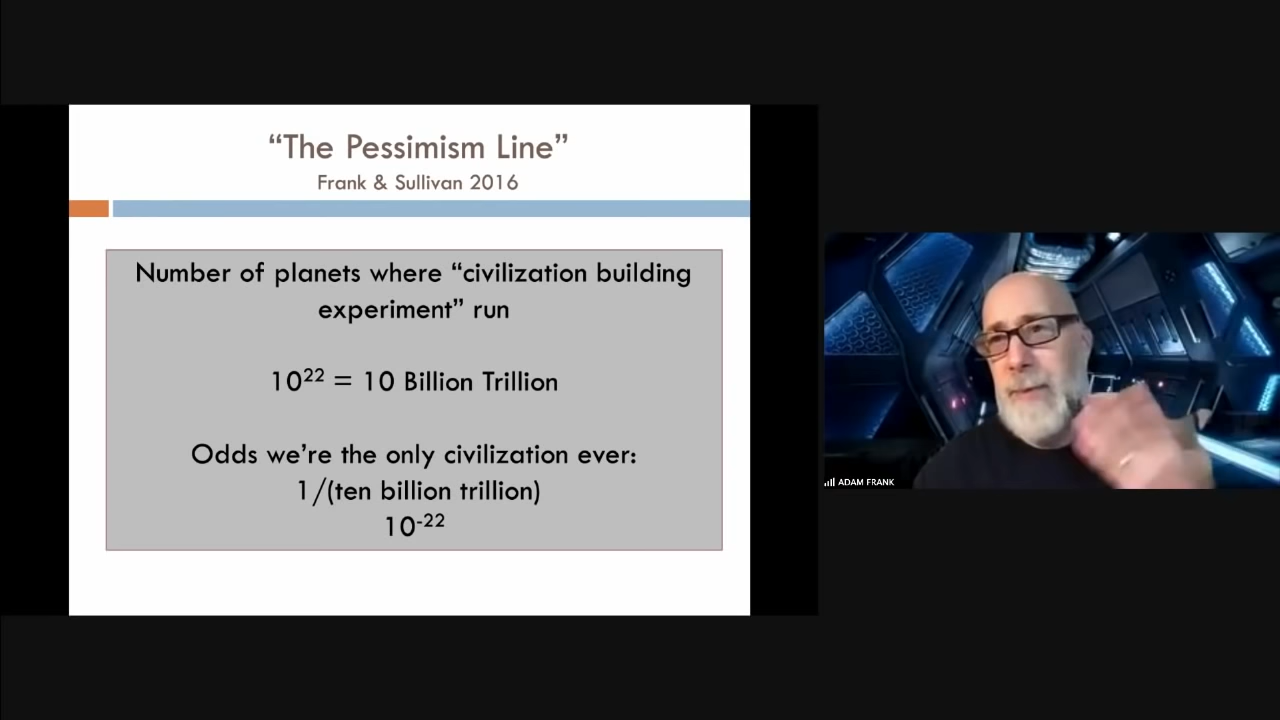 “The Pessimism Line”
Frank & Sullivan 2016
Number of planets where “civilization building
experiment” run
10²² = 10 Billion Trillion
Odds we’re the only civilization ever:
1/(ten billion trillion)
10⁻²²
ADAM FRANK